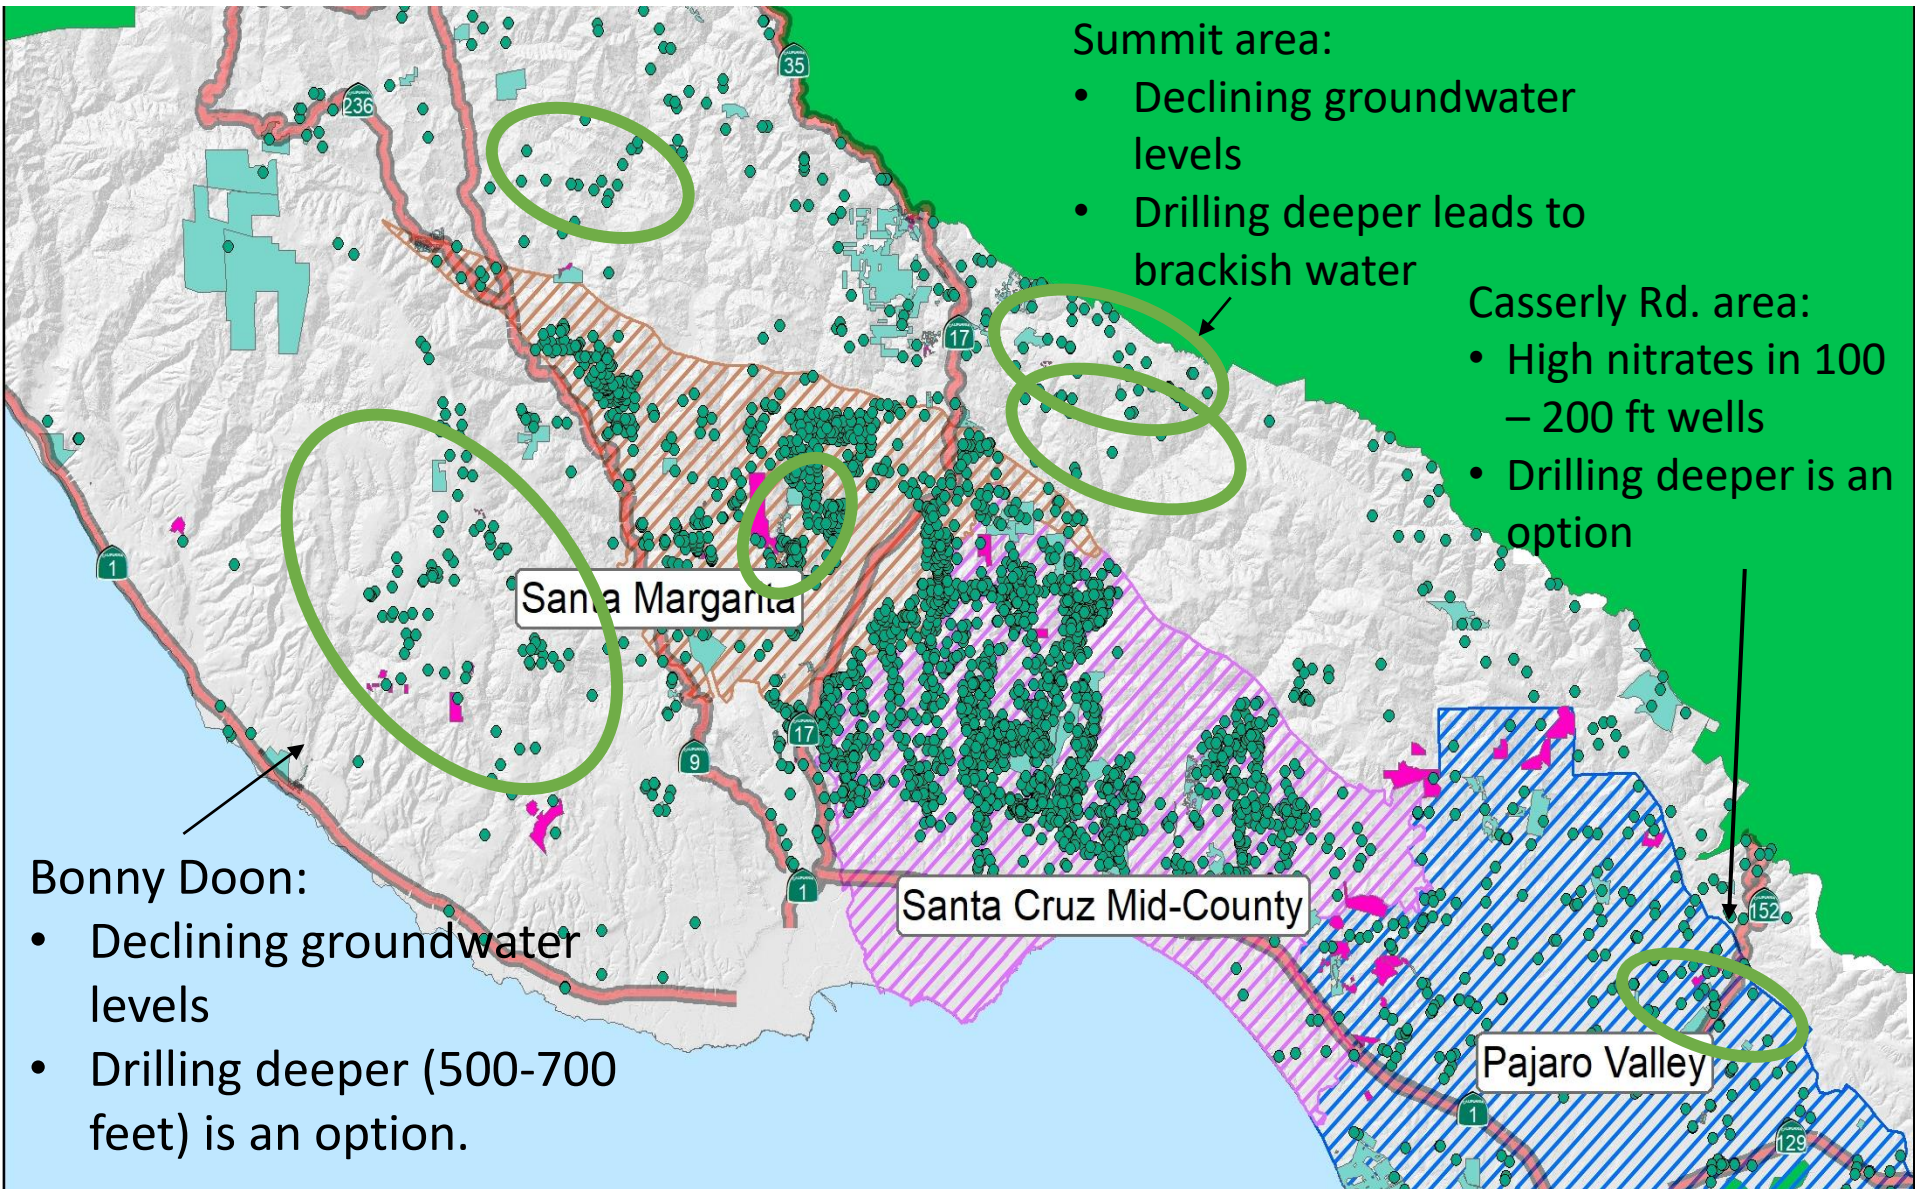 Summit area:
• Declining groundwater
levels
• Drilling deeper leads to
brackish water
Casserly Rd. area:
• High nitrates in 100
– 200 ft wells
• Drilling deeper is an
option
35
236
17
1
Santa Margarita
17
9
1
Santa Cruz Mid-County
152
Pajaro Valley
1
129
Bonny Doon:
• Declining groundwater
levels
• Drilling deeper (500-700
feet) is an option.